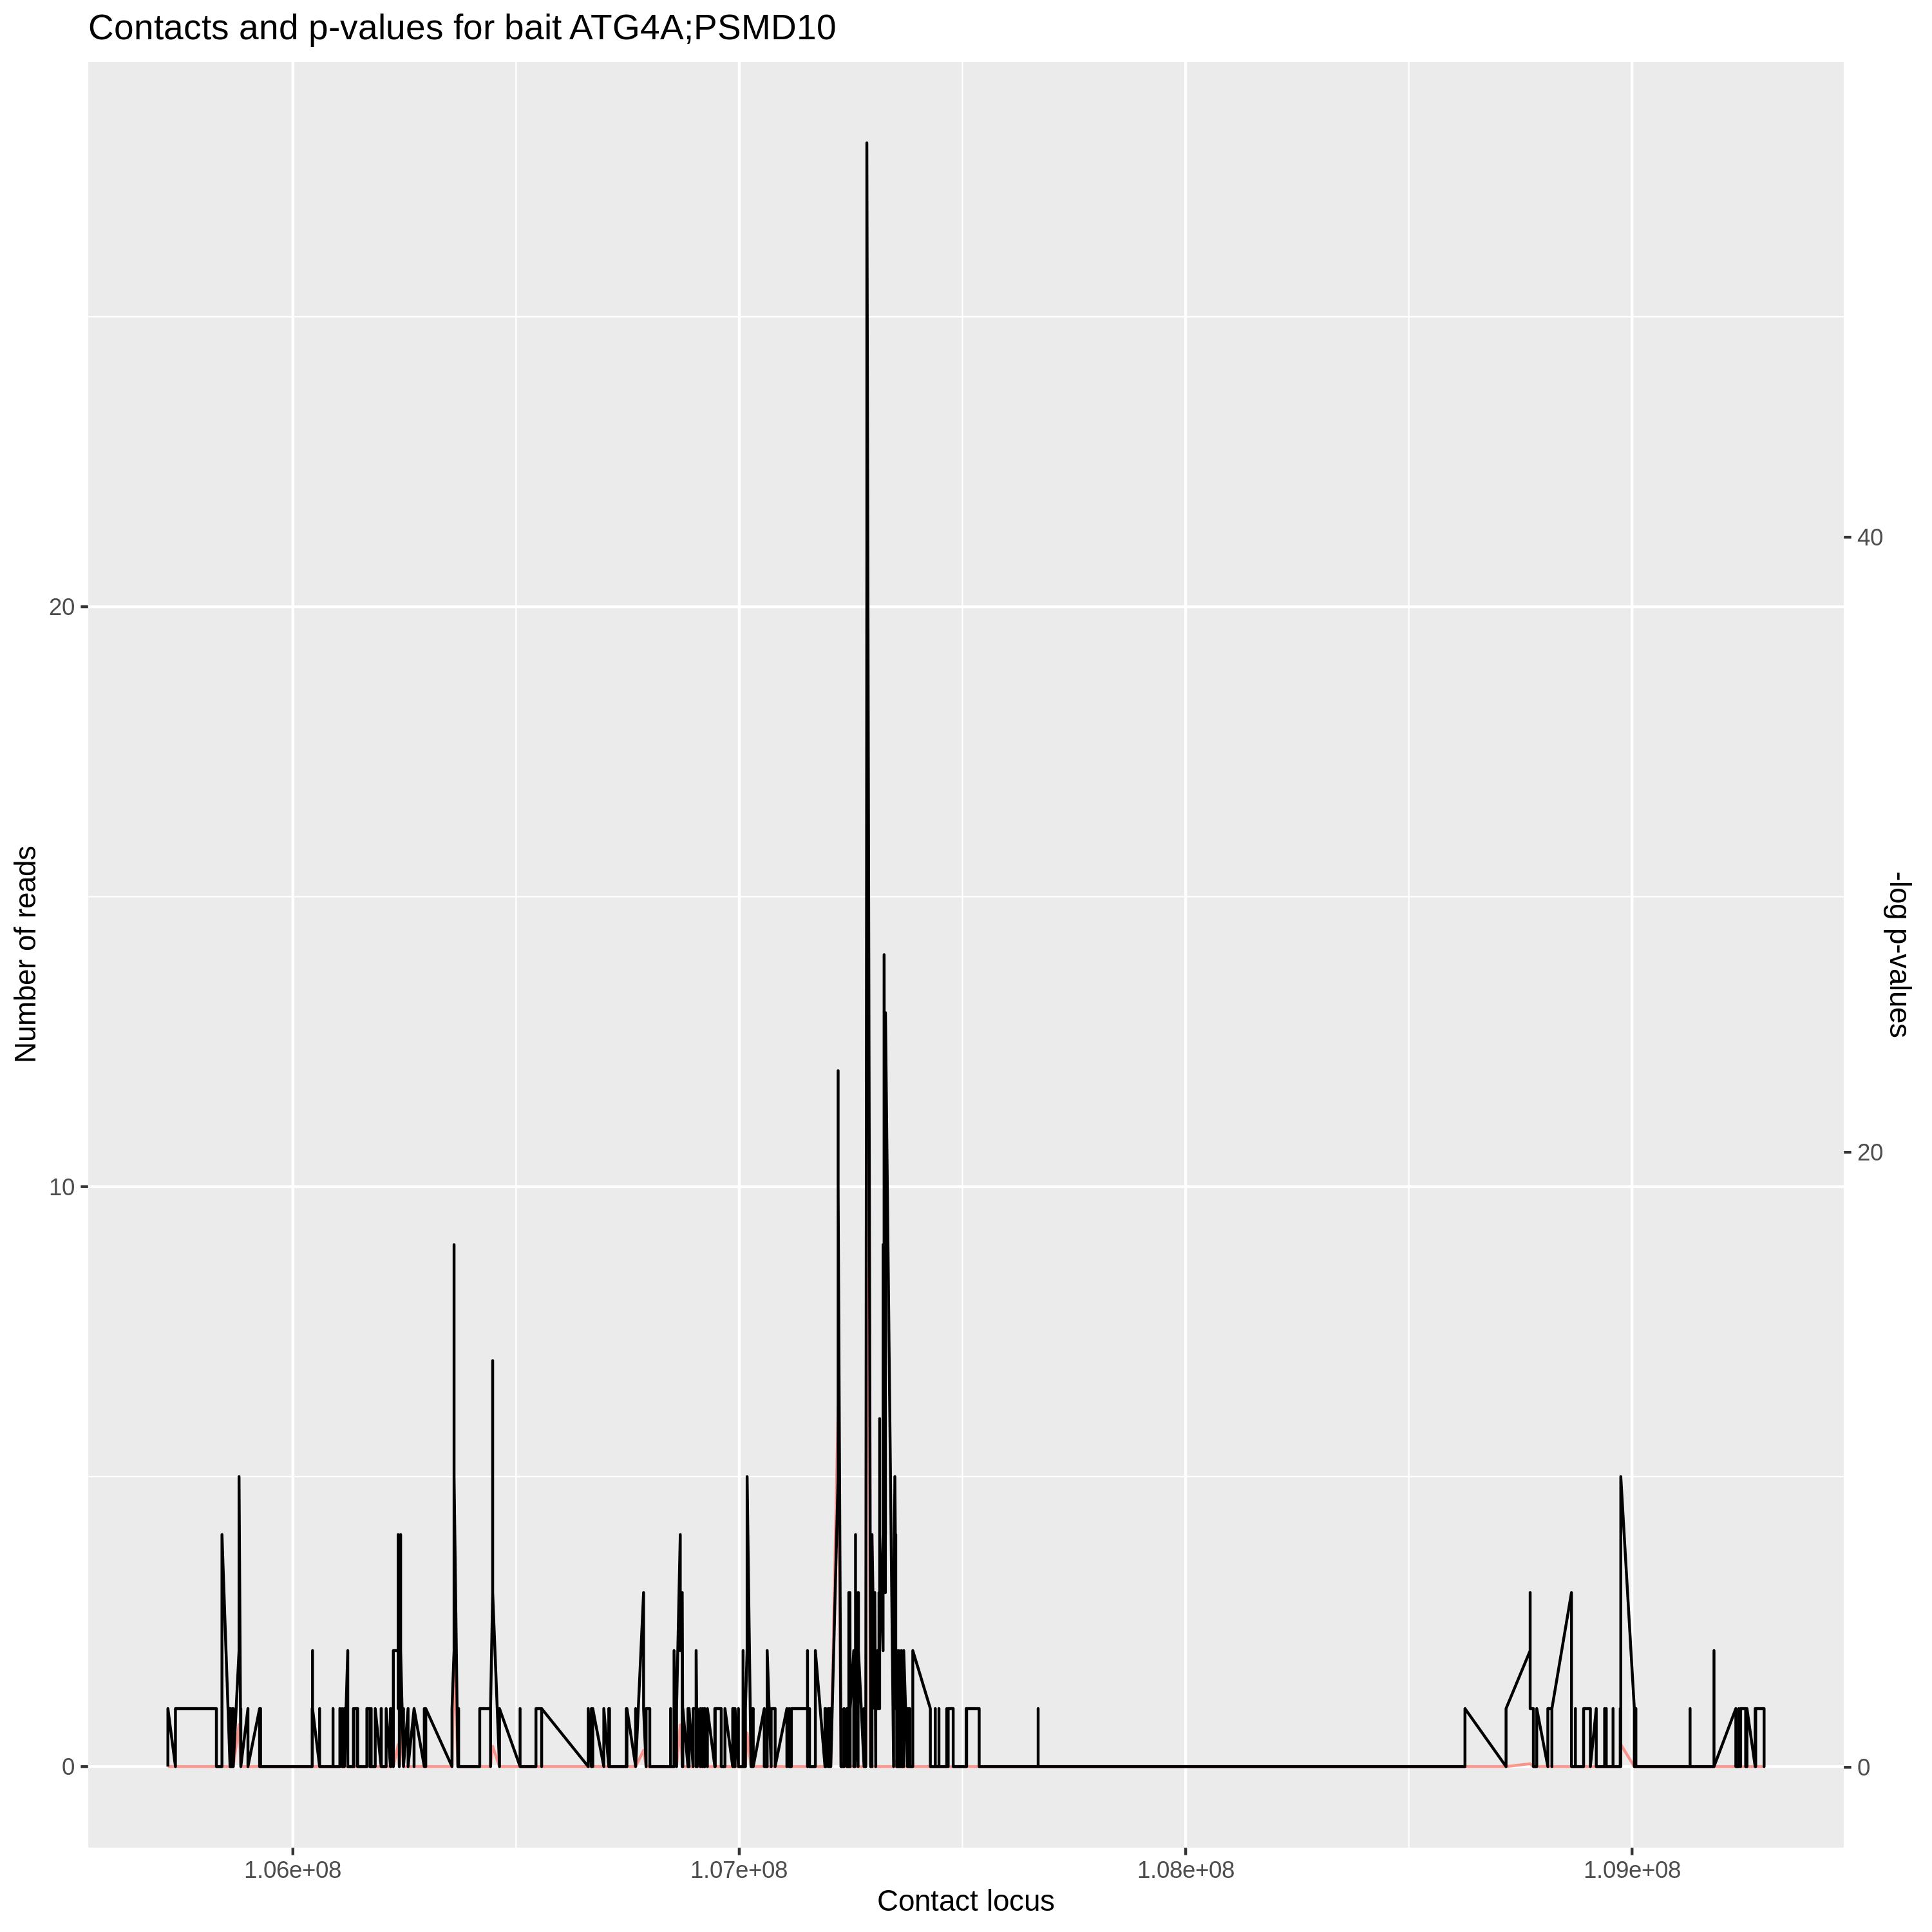 Contacts and p-values for bait ATG4A;PSMD10
Number of reads
20
10
0
40
20
0
-log p-values
1.06e+08
1.07e+08
1.08e+08
1.09e+08
Contact locus